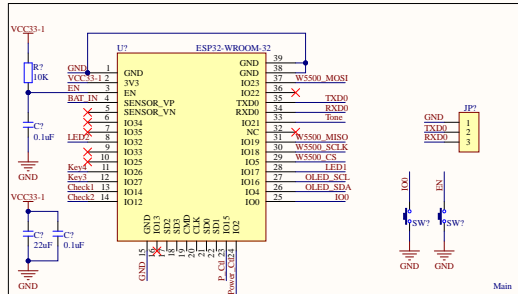 VCC33-1
R?
10K
C?
0.1uF
GND
VCC33-1
C?
22uF
C?
0.1uF
GND
U?
ESP32-WROOM-32
GND 1 GND
VCC33-1 2 3V3
EN 3 EN
BAT_IN 4 SENSOR_VP
5 SENSOR_VN
6 IO34
7 IO35
LED2 8 IO32
9 IO33
10 IO25
Key4 11 IO26
Key3 12 IO27
Check1 13 IO14
Check2 14 IO12
GND 39
GND 38
IO23 37 W5500_MOSI
IO22 36
TXD0 35 TXD0
RXD0 34 RXD0
IO21 33 Tone
NC 32
IO19 31 W5500_MISO
IO18 30 W5500_SCLK
IO5 29 W5500_CS
IO17 28 LED1
IO16 27 OLED_SCL
IO4 26 OLED_SDA
IO0 25 IO0
GND 15 GND
IO13 16
SD2 17
SD3 18
CMD 19
CLK 20
SD0 21
SD1 22
IO15 23 P_Ctl
IO2 24 Power_Ctl
JP?
GND 1
TXD0 2
RXD0 3
IO0
SW?
GND
EN
SW?
GND
Main